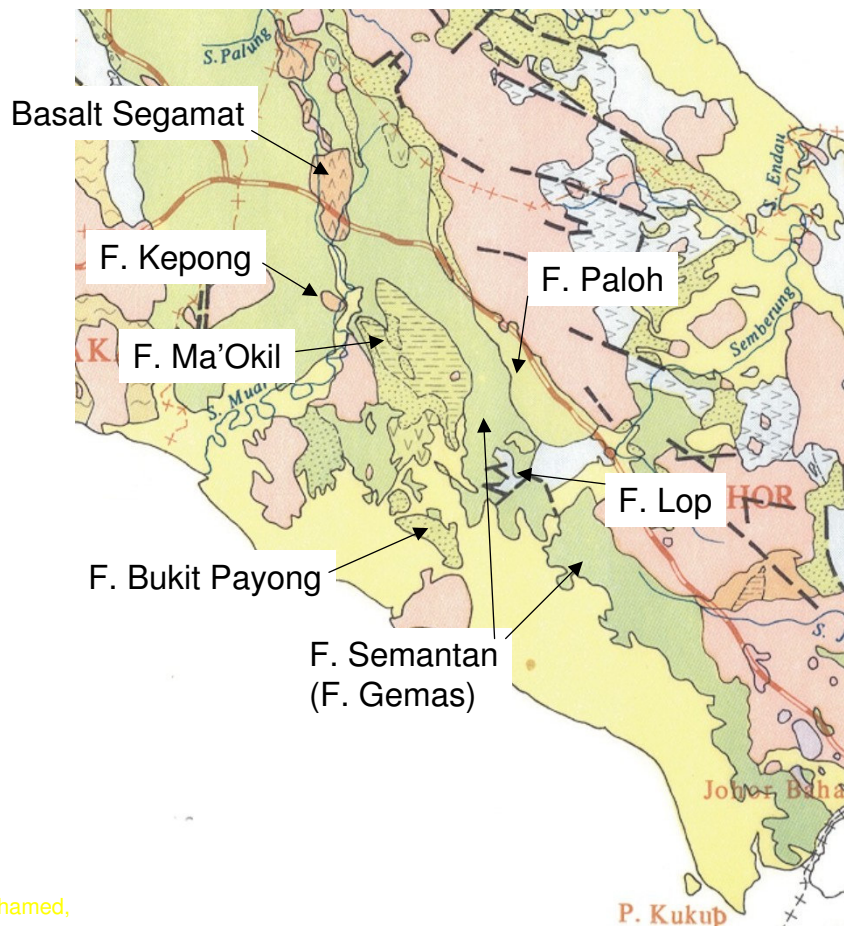 S. Palung
Basalt Segamat
S. Endau
F. Kepong
F. Paloh
Semberung
F. Ma’Okil
S. Muar
HOR
F. Lop
F. Bukit Payong
F. Semantan
(F. Gemas)
Johor Baha
hamed,
P. Kukub